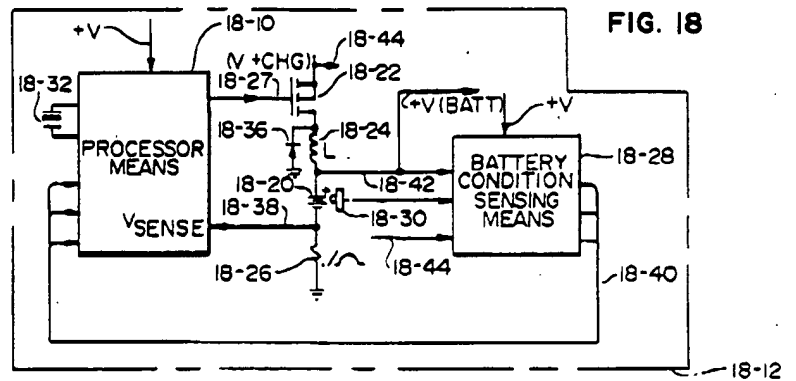 FIG. 18
18-10
+V
(V +CHG)
18-44
18-27
18-22
18-32
+V(BATT)
+V
18-36
18-24
L
18-28
PROCESSOR
MEANS
BATTERY
CONDITION
SENSING
MEANS
18-42
18-20
+
18-38
18-30
VSENSE
18-44
18-26
.1
18-40
18-12